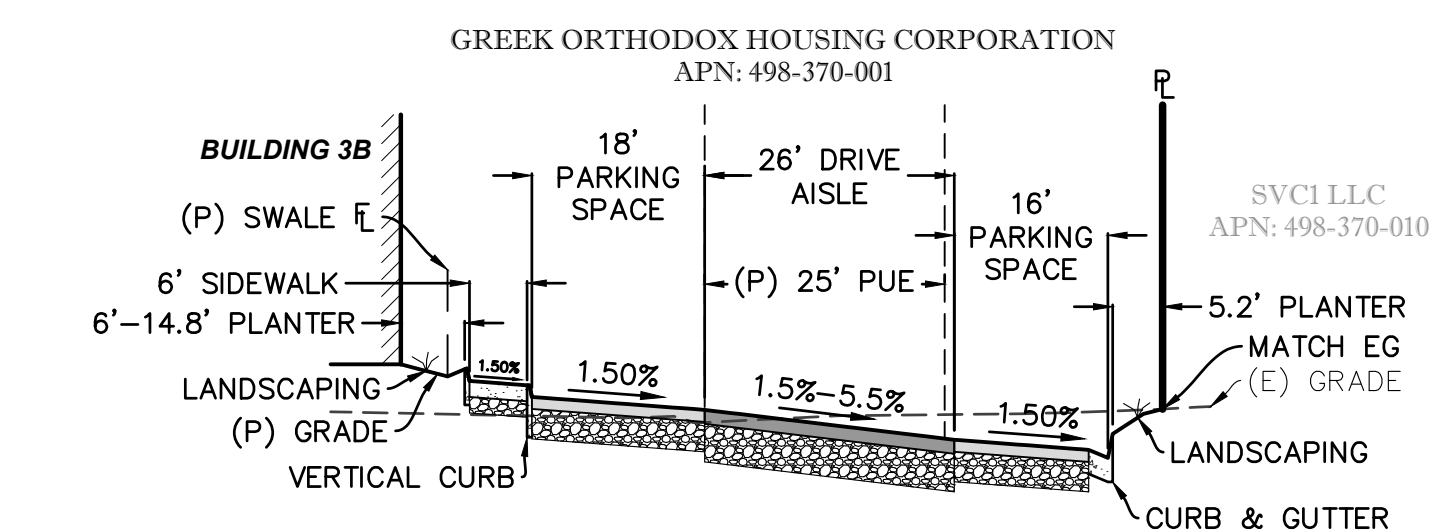 GREEK ORTHODOX HOUSING CORPORATION
APN: 498-370-001
BUILDING 3B
18'
PARKING
SPACE
26' DRIVE
AISLE
16'
PARKING
SPACE
PL
SVC1 LLC
APN: 498-370-010
(P) SWALE FL
6' SIDEWALK
(P) 25' PUE
6'-14.8' PLANTER
5.2' PLANTER
MATCH EG
(E) GRADE
LANDSCAPING
1.50%
1.50%
1.5%-5.5%
1.50%
(P) GRADE
LANDSCAPING
VERTICAL CURB
CURB & GUTTER